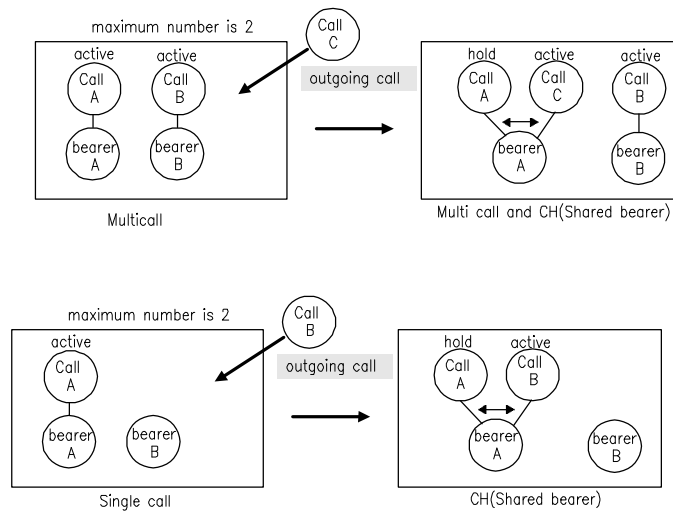 maximum number is 2
Call
C
outgoing call
active
active
Call
A
Call
B
bearer
A
bearer
B
Multicall
hold
active
active
Call
A
Call
C
Call
B
bearer
A
bearer
B
Multi call and CH(Shared bearer)
maximum number is 2
Call
B
outgoing call
active
Call
A
bearer
A
bearer
B
Single call
hold
active
Call
A
Call
B
bearer
A
bearer
B
CH(Shared bearer)